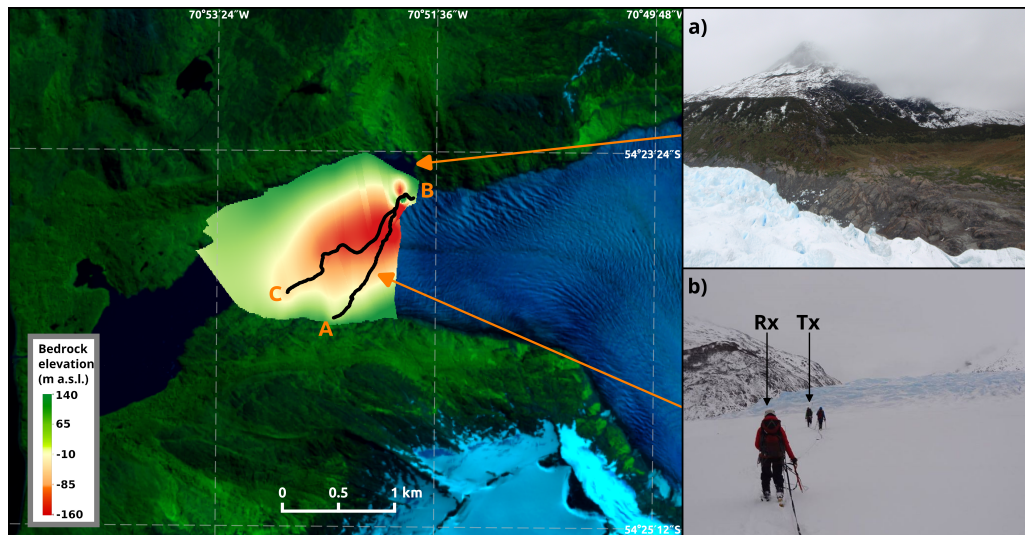 70°53′24″W
70°51′36″W
70°49′48″W
a)
54°23′24″S
B
C
A
b)
Rx
Tx
Bedrock
elevation
(m a.s.l.)
140
65
-10
-85
-160
0
0.5
1 km
54°25′12″S